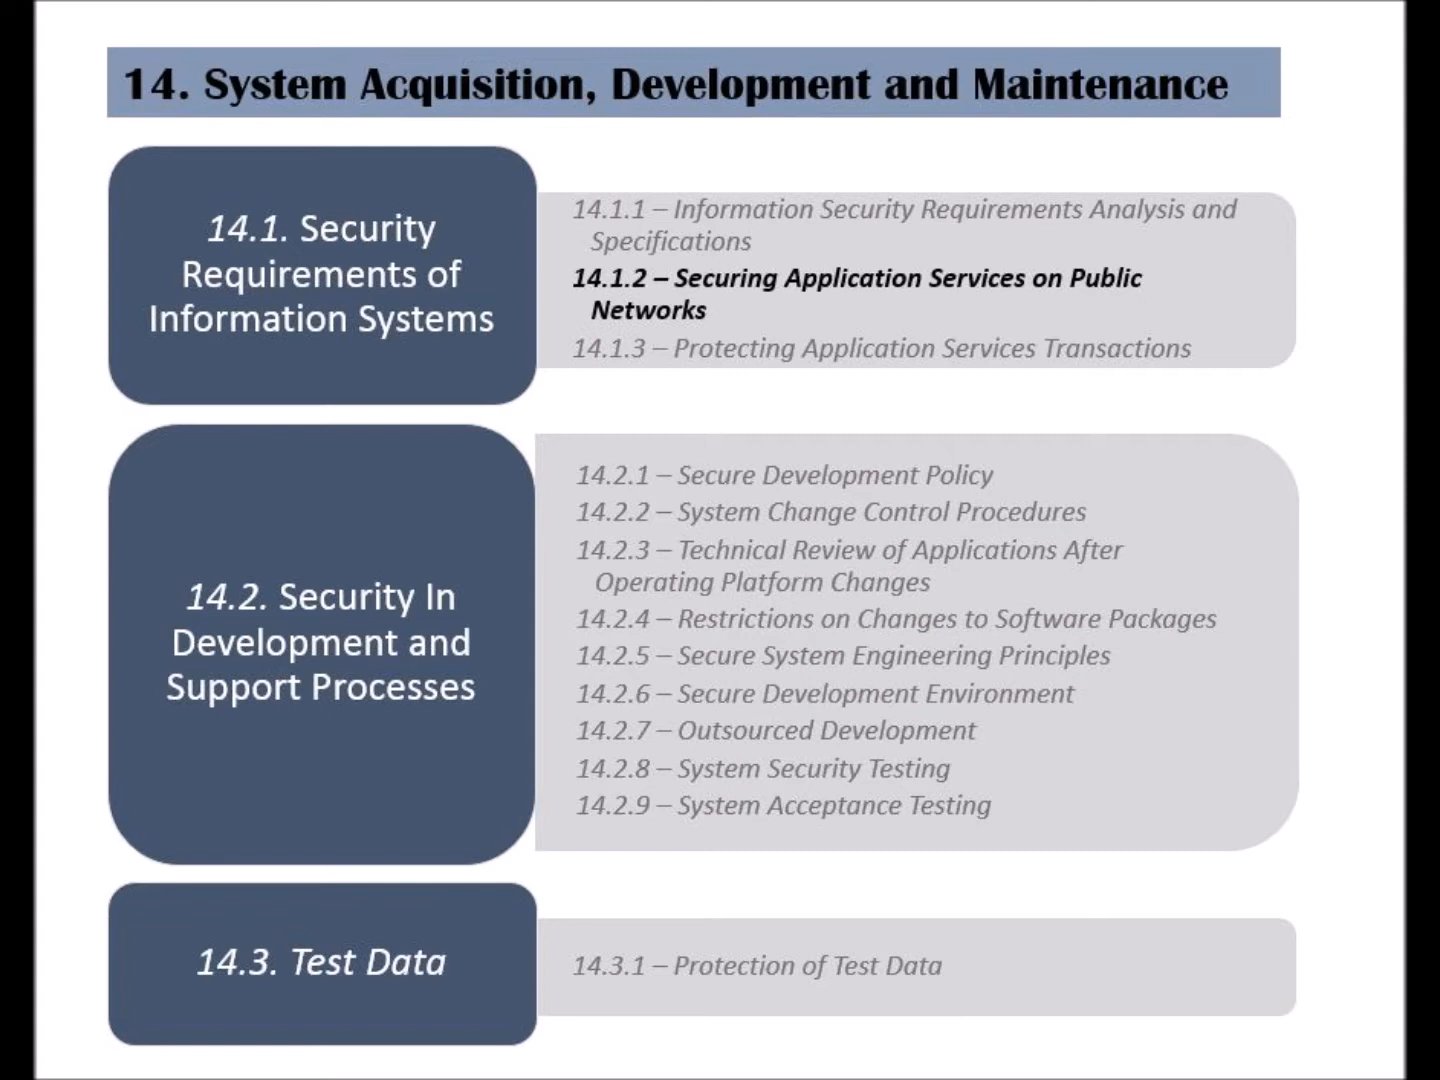 14. System Acquisition, Development and Maintenance
14.1. Security
Requirements of
Information Systems
14.1.1 – Information Security Requirements Analysis and
Specifications
14.1.2 – Securing Application Services on Public
Networks
14.1.3 – Protecting Application Services Transactions
14.2. Security In
Development and
Support Processes
14.2.1 – Secure Development Policy
14.2.2 – System Change Control Procedures
14.2.3 – Technical Review of Applications After
Operating Platform Changes
14.2.4 – Restrictions on Changes to Software Packages
14.2.5 – Secure System Engineering Principles
14.2.6 – Secure Development Environment
14.2.7 – Outsourced Development
14.2.8 – System Security Testing
14.2.9 – System Acceptance Testing
14.3. Test Data
14.3.1 – Protection of Test Data